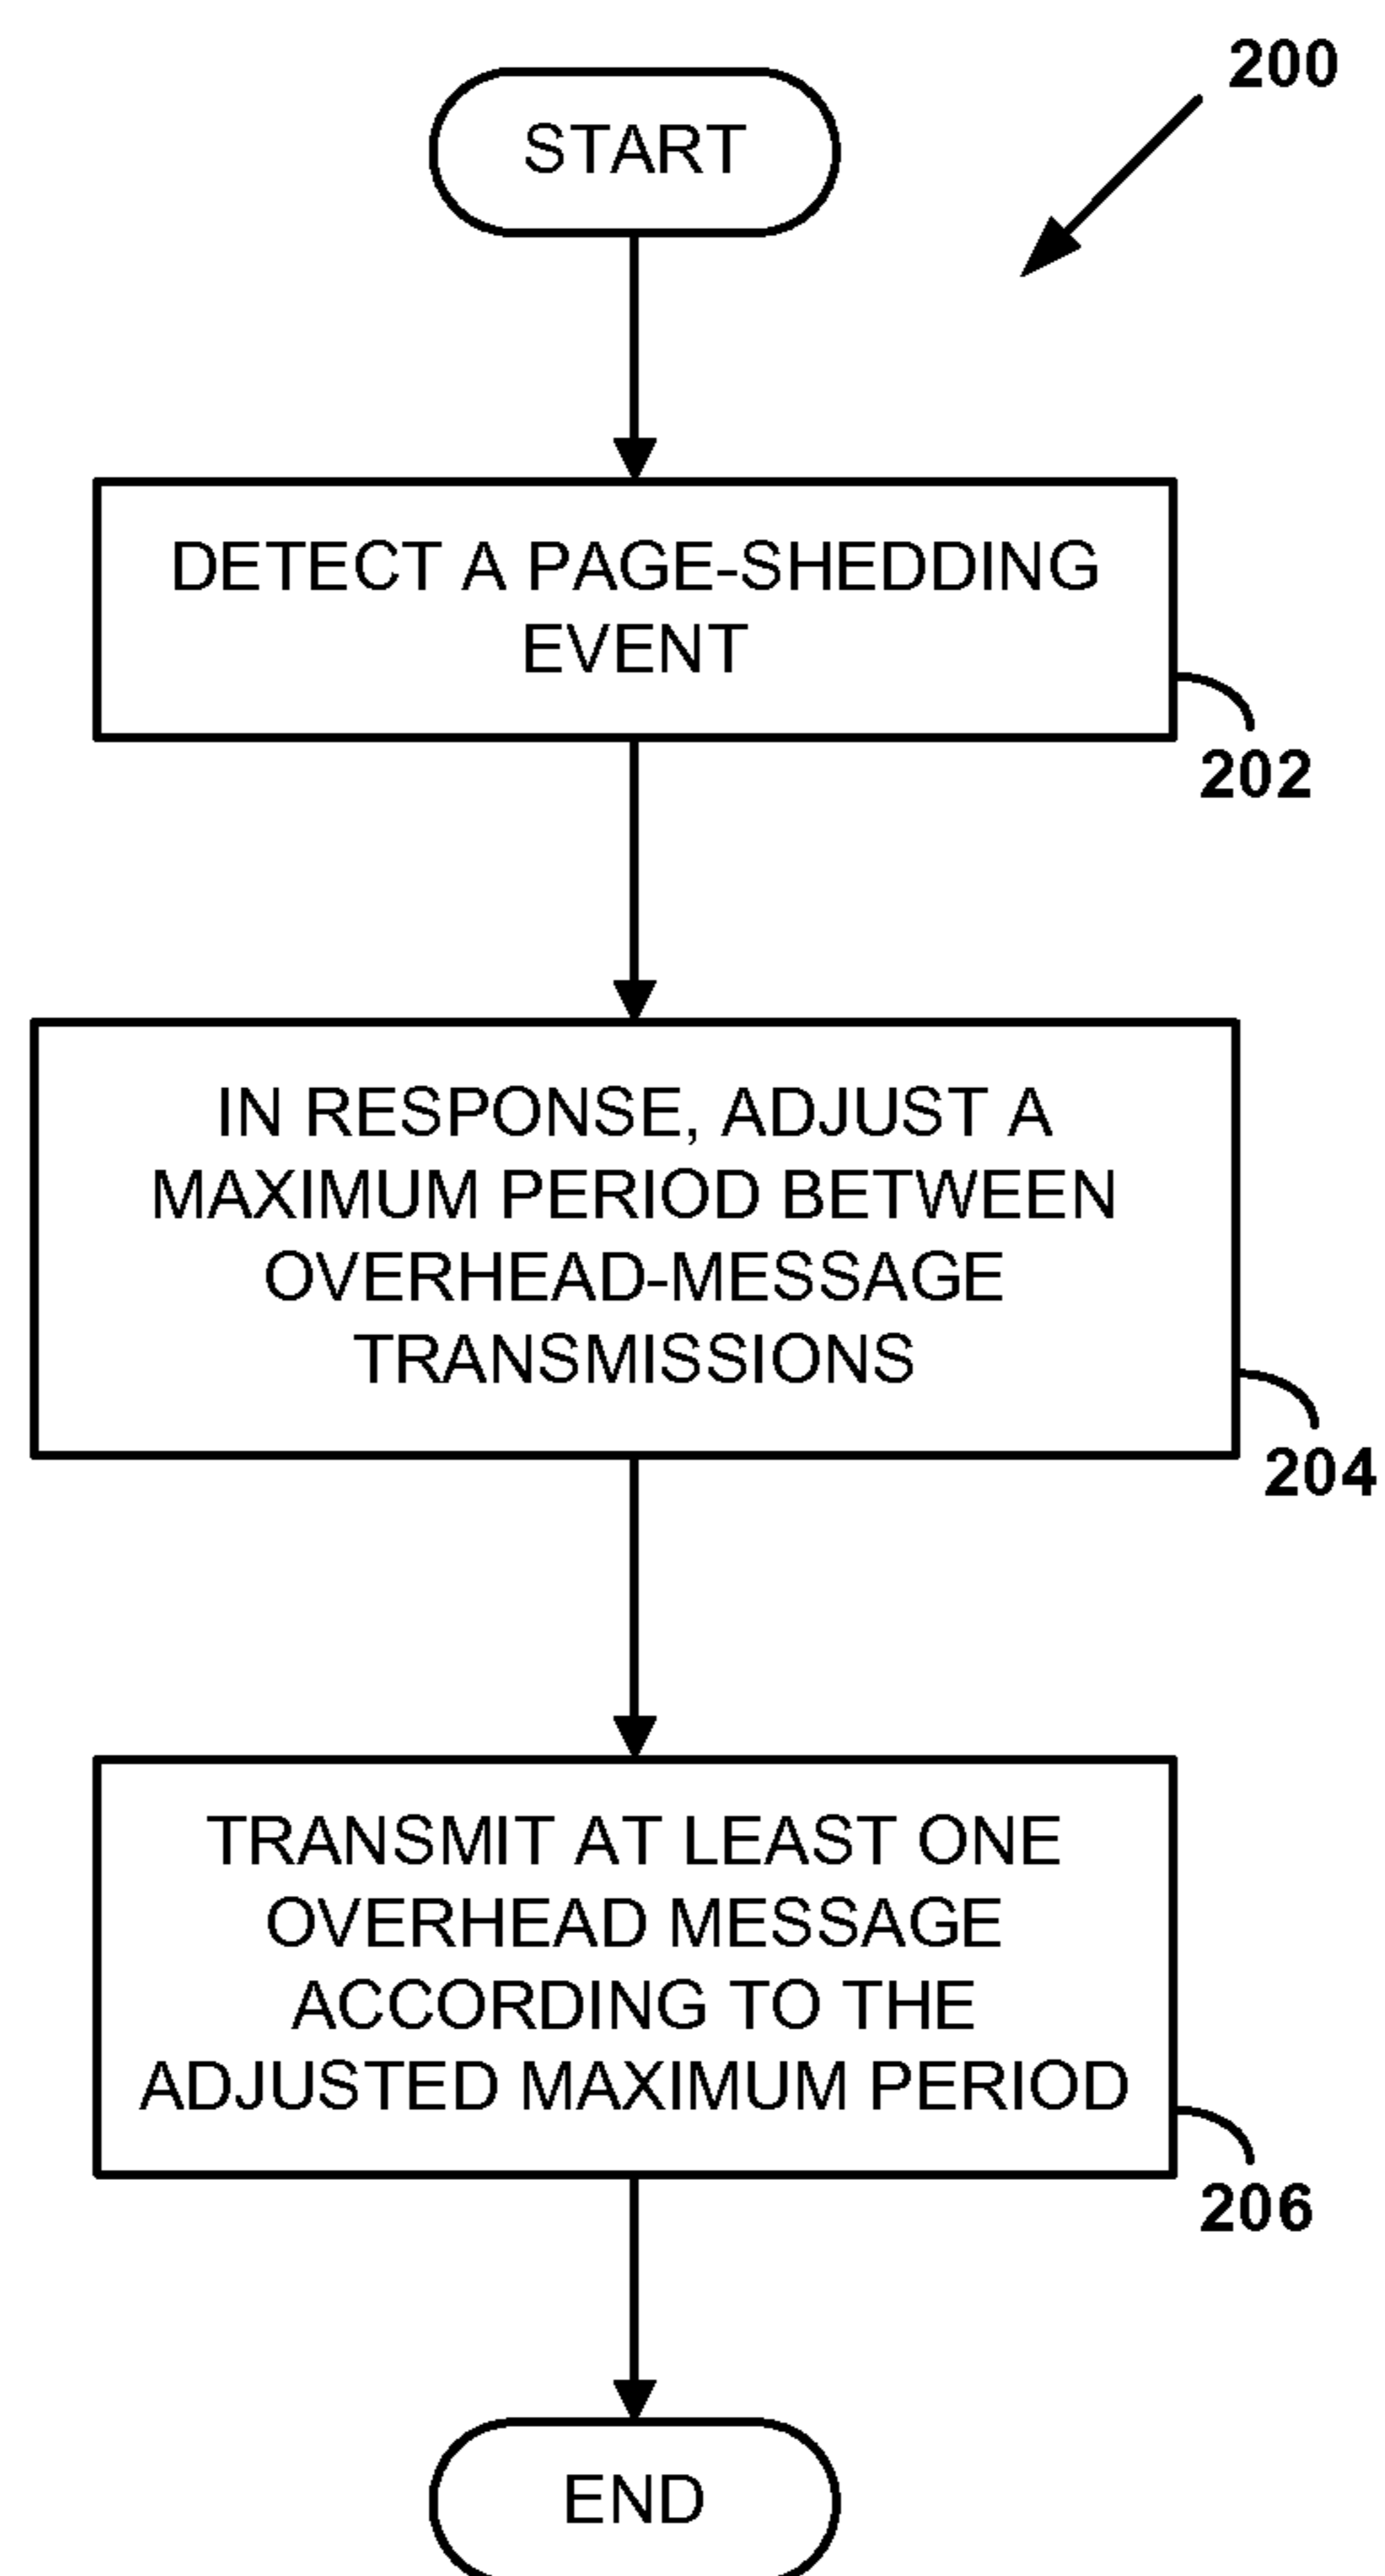 200
START
DETECT A PAGE-SHEDDING
EVENT
202
IN RESPONSE, ADJUST A
MAXIMUM PERIOD BETWEEN
OVERHEAD-MESSAGE
TRANSMISSIONS
204
TRANSMIT AT LEAST ONE
OVERHEAD MESSAGE
ACCORDING TO THE
ADJUSTED MAXIMUM PERIOD
206
END